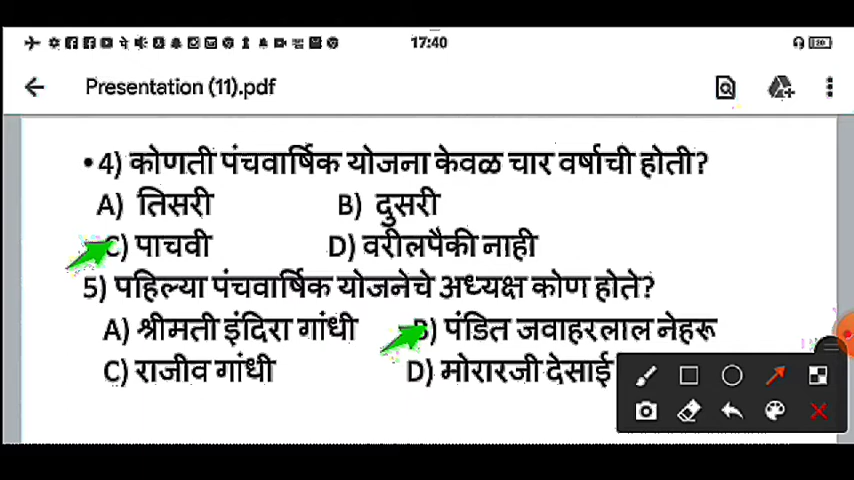 17:40
Presentation (11).pdf
• 4) कोणती पंचवार्षिक योजना केवळ चार वर्षाची होती?
A) तिसरी B) दुसरी
C) पाचवी D) वरीलपैकी नाही
5) पहिल्या पंचवार्षिक योजनेचे अध्यक्ष कोण होते?
A) श्रीमती इंदिरा गांधी B) पंडित जवाहरलाल नेहरू
C) राजीव गांधी D) मोरारजी देसाई